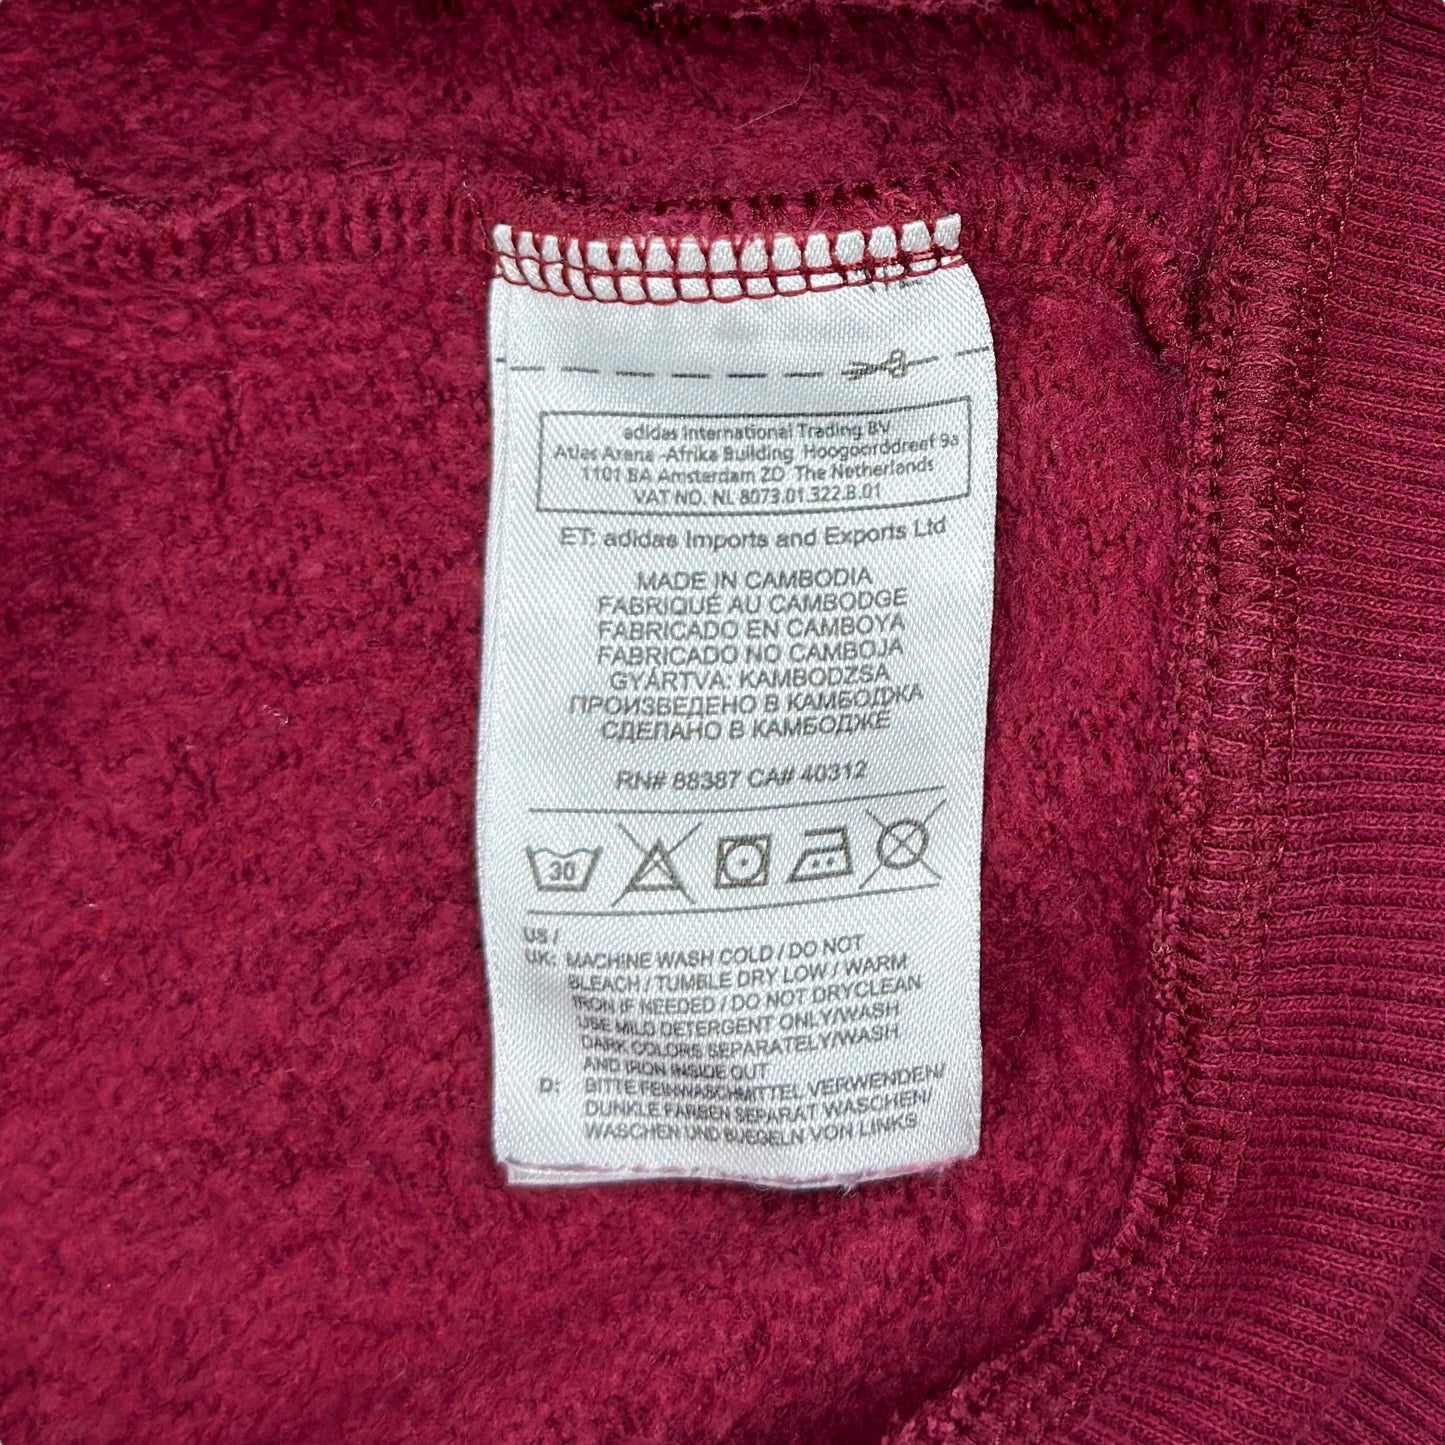 adidas International Trading BV
Atlas Arena -Afrika Building Hoogoorddreef 9a
1101 BA Amsterdam ZO The Netherlands
VAT NO. NL 8073.01.322.B.01
ET: adidas Imports and Exports Ltd
MADE IN CAMBODIA
FABRIQUÉ AU CAMBODGE
FABRICADO EN CAMBOYA
FABRICADO NO CAMBOJA
GYÁRTVA: KAMBODZSA
ПРОИЗВЕДЕНО В КАМБОДЖА
СДЕЛАНО В КАМБОДЖЕ
RN# 88387 CA# 40312
30
US /
UK: MACHINE WASH COLD / DO NOT
BLEACH / TUMBLE DRY LOW / WARM
IRON IF NEEDED / DO NOT DRYCLEAN
USE MILD DETERGENT ONLY/WASH
DARK COLORS SEPARATELY/WASH
AND IRON INSIDE OUT
D: BITTE FEINWASCHMITTEL VERWENDEN/
DUNKLE FARBEN SEPARAT WASCHEN/
WASCHEN UND BUEGELN VON LINKS